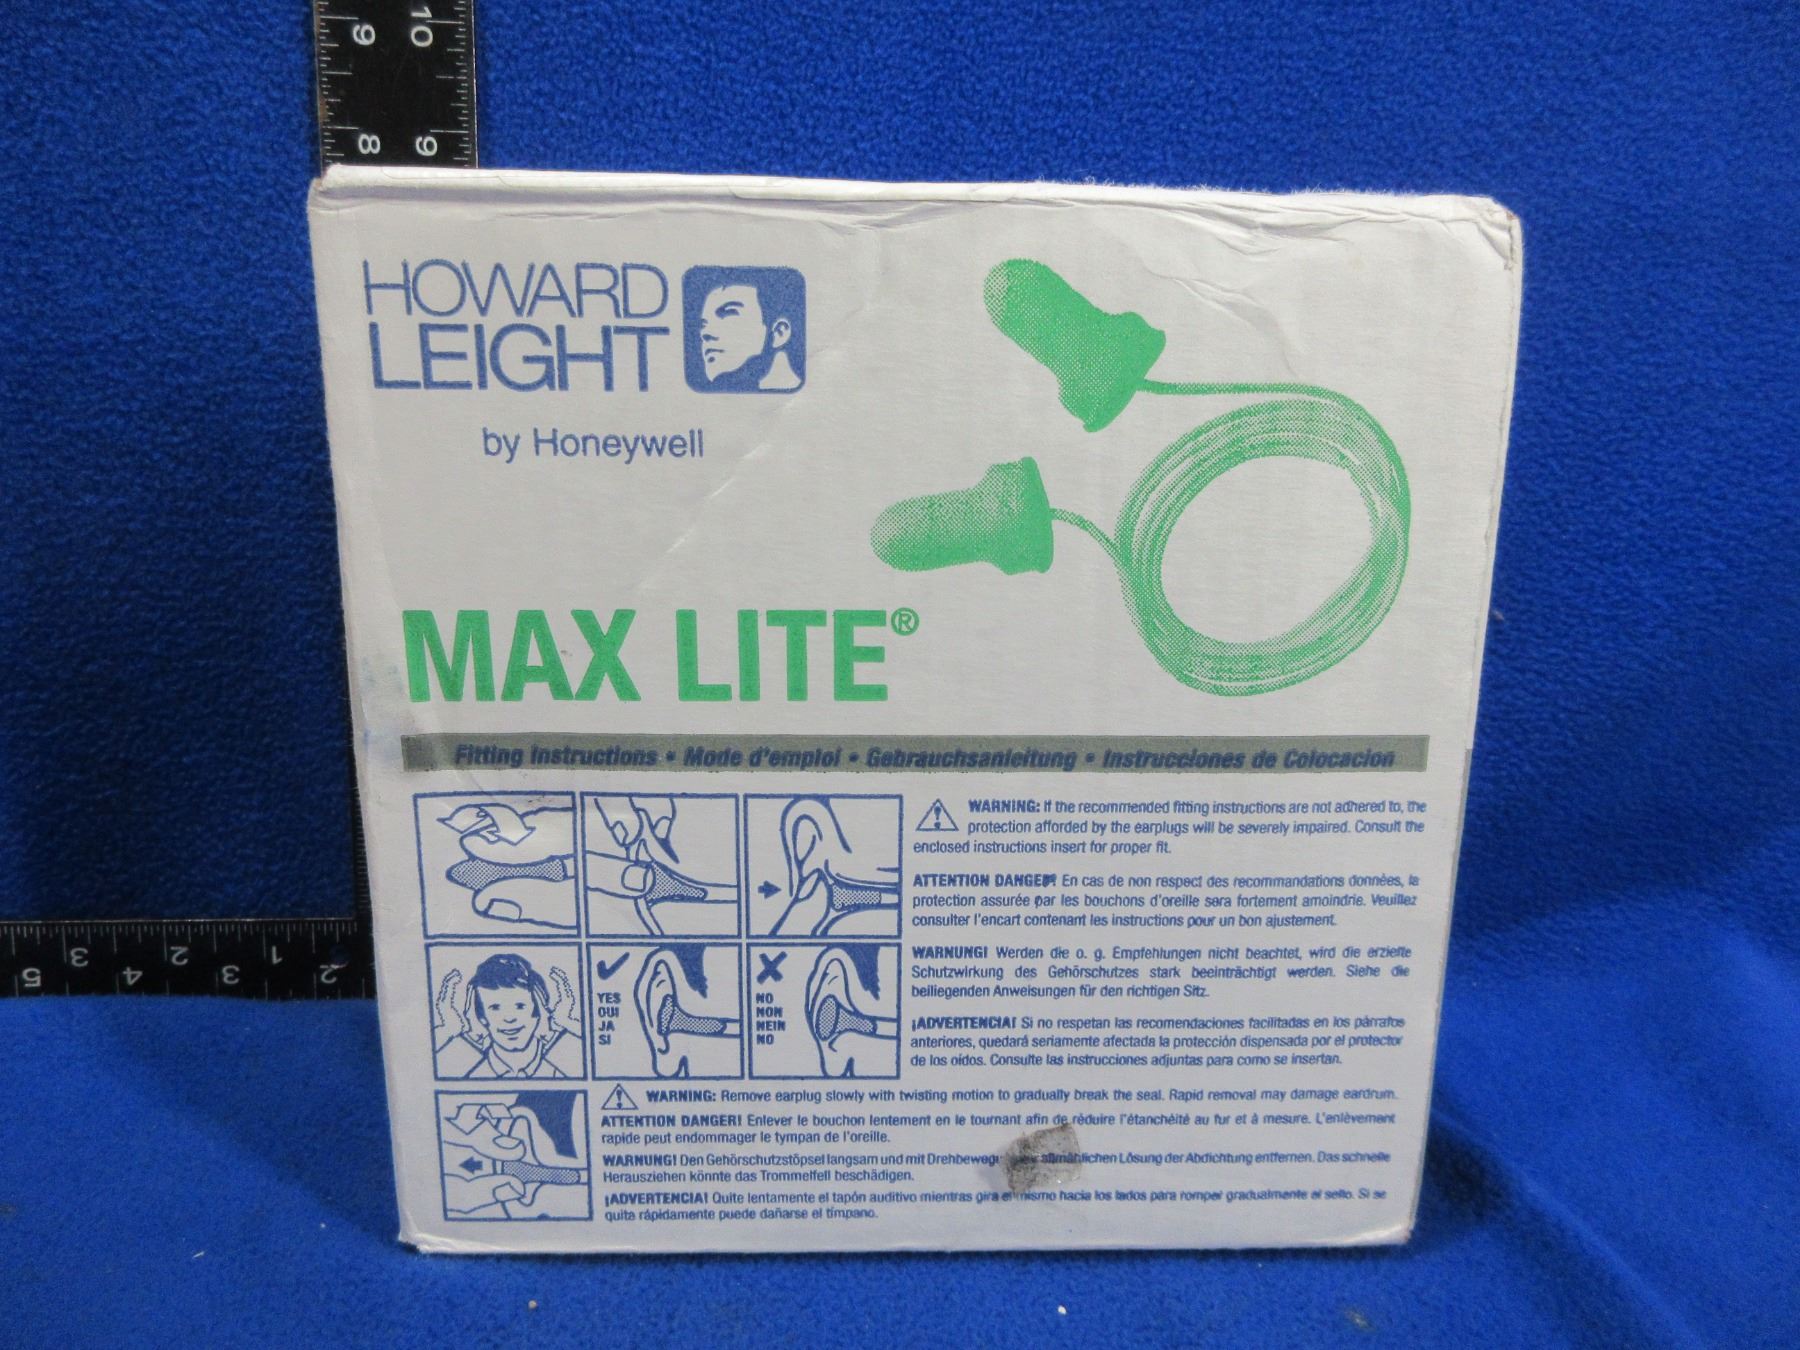 10
9
9
8
HOWARD
LEIGHT
by Honeywell
MAX LITE®
Fitting Instructions • Mode d'emploi • Gebrauchsanleitung • Instrucciones de Colocacion
WARNING: If the recommended fitting instructions are not adhered to, the
protection afforded by the earplugs will be severely impaired. Consult the
enclosed instructions insert for proper fit.
ATTENTION DANGER! En cas de non respect des recommandations données, la
protection assurée par les bouchons d'oreille sera fortement amoindrie. Veuillez
consulter l'encart contenant les instructions pour un bon ajustement.
WARNUNG! Werden die o. g. Empfehlungen nicht beachtet, wird die erzielte
Schutzwirkung des Gehörschutzes stark beeinträchtigt werden. Siehe die
beiliegenden Anweisungen für den richtigen Sitz.
¡ADVERTENCIA! Si no respetan las recomendaciones facilitadas en los párrafos
anteriores, quedará seriamente afectada la protección dispensada por el protector
de los oídos. Consulte las instrucciones adjuntas para como se insertan.
YES
OUI
JA
SI
NO
NON
NEIN
NO
WARNING: Remove earplug slowly with twisting motion to gradually break the seal. Rapid removal may damage eardrum.
ATTENTION DANGER! Enlever le bouchon lentement en le tournant afin de réduire l'étanchéité au fur et à mesure. L'enlèvement
rapide peut endommager le tympan de l'oreille.
WARNUNG! Den Gehörschutzstöpsel langsam und mit allmählichen Lösung der Abdichtung entfernen. Das schnelle
Herausziehen könnte das Trommelfell beschädigen.
¡ADVERTENCIA! Quite lentamente el tapón auditivo mientras gira el mismo hacia los lados para romper gradualmente el sello. Si se
quita rápidamente puede dañarse el tímpano.
5 3 4 2 3 1 2